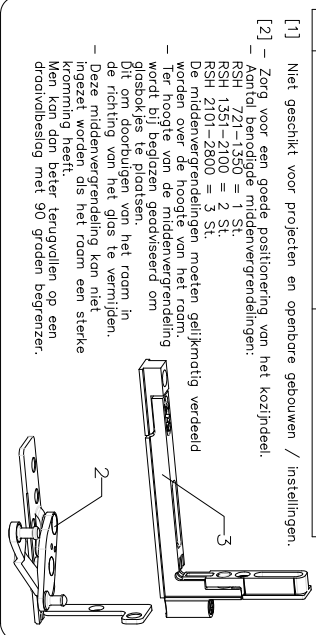 [1] Niet geschikt voor projecten en openbare gebouwen / instellingen.
[2] – Zorg voor een goede positionering van het kozijndeel.
– Aantal benodigde middenvergrendelingen:
RSH 721–1350 = 1 St.
RSH 1351–2100 = 2 St.
RSH 2101–2800 = 3 St.
De middenvergrendelingen moeten gelijkmatig verdeeld
worden over de hoogte van het raam.
– Ter hoogte van de middenvergrendeling
wordt bij beglazen geadviseerd om
glasbokjes te plaatsen.
Dit om doorbuigen van het raam in
de richting van het glas te vermijden.
– Deze middenvergrendeling kan niet
ingezet worden als het raam een sterke
kromming heeft.
Men kan dan beter terugvallen op een
draaivalbeslag met 90 graden begrenzer.
3
2